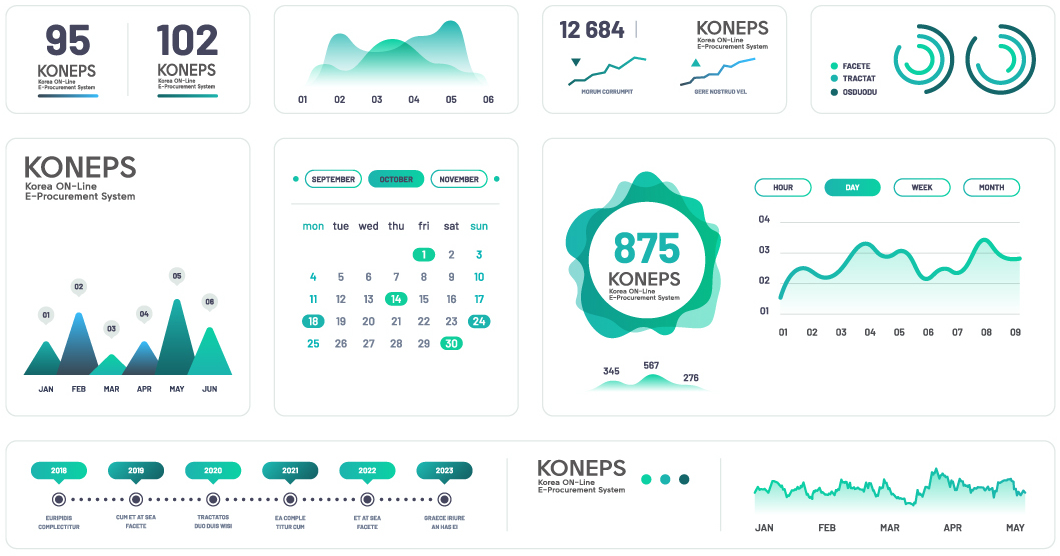 95
KONEPS
Korea ON-Line
E-Procurement System
102
KONEPS
Korea ON-Line
E-Procurement System
01 02 03 04 05 06
12 684
KONEPS
Korea ON-Line
E-Procurement System
MORUM CORRUMPIT
BERE NOSTRUD VEL
FACETE
TRACTAT
OSDUODU
KONEPS
Korea ON-Line
E-Procurement System
01
02
03
04
05
06
JAN FEB MAR APR MAY JUN
SEPTEMBER OCTOBER NOVEMBER
mon tue wed thu fri sat sun
1 2 3
4 5 6 7 8 9 10
11 12 13 14 15 16 17
18 19 20 21 22 23 24
25 26 27 28 29 30
875
KONEPS
Korea ON-Line
E-Procurement System
345 567 276
HOUR DAY WEEK MONTH
04
03
02
01
01 02 03 04 05 06 07 08 09
2018 2019 2020 2021 2022 2023
EURIPIDIS
COMPLECTITUR
CUM ET AT SEA
FACETE
TRACTATOS
DUO DUIS WISI
EA COMPLE
TITUR CUM
ET AT SEA
FACETE
GRAECE IRIURE
AN HAS EI
KONEPS
Korea ON-Line
E-Procurement System
JAN FEB MAR APR MAY